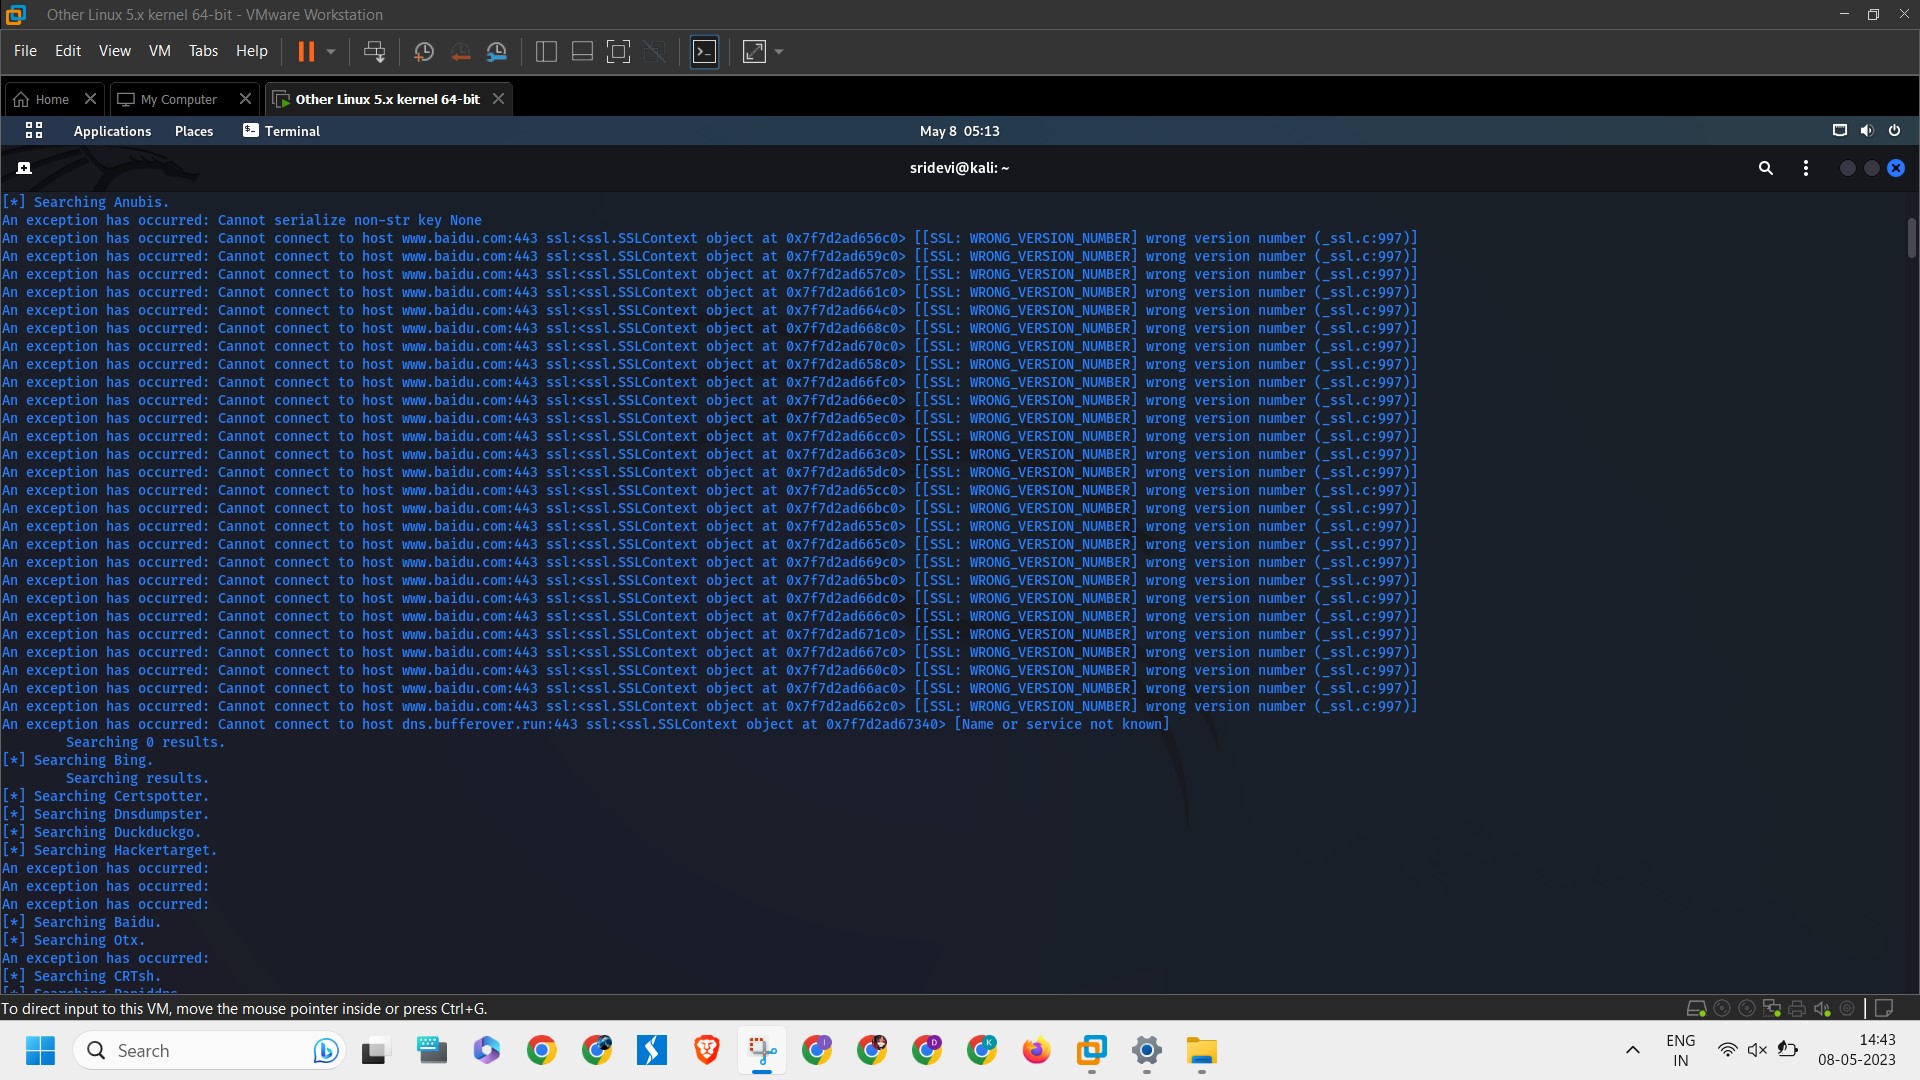 Other Linux 5.x kernel 64-bit - VMware Workstation
File Edit View VM Tabs Help
Home My Computer Other Linux 5.x kernel 64-bit
Applications Places Terminal May 8 05:13
sridevi@kali: ~
[*] Searching Anubis.
An exception has occurred: Cannot serialize non-str key None
An exception has occurred: Cannot connect to host www.baidu.com:443 ssl:<ssl.SSLContext object at 0x7f7d2ad656c0> [[SSL: WRONG_VERSION_NUMBER] wrong version number (_ssl.c:997)]
An exception has occurred: Cannot connect to host www.baidu.com:443 ssl:<ssl.SSLContext object at 0x7f7d2ad659c0> [[SSL: WRONG_VERSION_NUMBER] wrong version number (_ssl.c:997)]
An exception has occurred: Cannot connect to host www.baidu.com:443 ssl:<ssl.SSLContext object at 0x7f7d2ad657c0> [[SSL: WRONG_VERSION_NUMBER] wrong version number (_ssl.c:997)]
An exception has occurred: Cannot connect to host www.baidu.com:443 ssl:<ssl.SSLContext object at 0x7f7d2ad661c0> [[SSL: WRONG_VERSION_NUMBER] wrong version number (_ssl.c:997)]
An exception has occurred: Cannot connect to host www.baidu.com:443 ssl:<ssl.SSLContext object at 0x7f7d2ad664c0> [[SSL: WRONG_VERSION_NUMBER] wrong version number (_ssl.c:997)]
An exception has occurred: Cannot connect to host www.baidu.com:443 ssl:<ssl.SSLContext object at 0x7f7d2ad668c0> [[SSL: WRONG_VERSION_NUMBER] wrong version number (_ssl.c:997)]
An exception has occurred: Cannot connect to host www.baidu.com:443 ssl:<ssl.SSLContext object at 0x7f7d2ad670c0> [[SSL: WRONG_VERSION_NUMBER] wrong version number (_ssl.c:997)]
An exception has occurred: Cannot connect to host www.baidu.com:443 ssl:<ssl.SSLContext object at 0x7f7d2ad658c0> [[SSL: WRONG_VERSION_NUMBER] wrong version number (_ssl.c:997)]
An exception has occurred: Cannot connect to host www.baidu.com:443 ssl:<ssl.SSLContext object at 0x7f7d2ad66fc0> [[SSL: WRONG_VERSION_NUMBER] wrong version number (_ssl.c:997)]
An exception has occurred: Cannot connect to host www.baidu.com:443 ssl:<ssl.SSLContext object at 0x7f7d2ad66ec0> [[SSL: WRONG_VERSION_NUMBER] wrong version number (_ssl.c:997)]
An exception has occurred: Cannot connect to host www.baidu.com:443 ssl:<ssl.SSLContext object at 0x7f7d2ad65ec0> [[SSL: WRONG_VERSION_NUMBER] wrong version number (_ssl.c:997)]
An exception has occurred: Cannot connect to host www.baidu.com:443 ssl:<ssl.SSLContext object at 0x7f7d2ad66cc0> [[SSL: WRONG_VERSION_NUMBER] wrong version number (_ssl.c:997)]
An exception has occurred: Cannot connect to host www.baidu.com:443 ssl:<ssl.SSLContext object at 0x7f7d2ad663c0> [[SSL: WRONG_VERSION_NUMBER] wrong version number (_ssl.c:997)]
An exception has occurred: Cannot connect to host www.baidu.com:443 ssl:<ssl.SSLContext object at 0x7f7d2ad65dc0> [[SSL: WRONG_VERSION_NUMBER] wrong version number (_ssl.c:997)]
An exception has occurred: Cannot connect to host www.baidu.com:443 ssl:<ssl.SSLContext object at 0x7f7d2ad65cc0> [[SSL: WRONG_VERSION_NUMBER] wrong version number (_ssl.c:997)]
An exception has occurred: Cannot connect to host www.baidu.com:443 ssl:<ssl.SSLContext object at 0x7f7d2ad66bc0> [[SSL: WRONG_VERSION_NUMBER] wrong version number (_ssl.c:997)]
An exception has occurred: Cannot connect to host www.baidu.com:443 ssl:<ssl.SSLContext object at 0x7f7d2ad655c0> [[SSL: WRONG_VERSION_NUMBER] wrong version number (_ssl.c:997)]
An exception has occurred: Cannot connect to host www.baidu.com:443 ssl:<ssl.SSLContext object at 0x7f7d2ad665c0> [[SSL: WRONG_VERSION_NUMBER] wrong version number (_ssl.c:997)]
An exception has occurred: Cannot connect to host www.baidu.com:443 ssl:<ssl.SSLContext object at 0x7f7d2ad669c0> [[SSL: WRONG_VERSION_NUMBER] wrong version number (_ssl.c:997)]
An exception has occurred: Cannot connect to host www.baidu.com:443 ssl:<ssl.SSLContext object at 0x7f7d2ad65bc0> [[SSL: WRONG_VERSION_NUMBER] wrong version number (_ssl.c:997)]
An exception has occurred: Cannot connect to host www.baidu.com:443 ssl:<ssl.SSLContext object at 0x7f7d2ad66dc0> [[SSL: WRONG_VERSION_NUMBER] wrong version number (_ssl.c:997)]
An exception has occurred: Cannot connect to host www.baidu.com:443 ssl:<ssl.SSLContext object at 0x7f7d2ad666c0> [[SSL: WRONG_VERSION_NUMBER] wrong version number (_ssl.c:997)]
An exception has occurred: Cannot connect to host www.baidu.com:443 ssl:<ssl.SSLContext object at 0x7f7d2ad671c0> [[SSL: WRONG_VERSION_NUMBER] wrong version number (_ssl.c:997)]
An exception has occurred: Cannot connect to host www.baidu.com:443 ssl:<ssl.SSLContext object at 0x7f7d2ad667c0> [[SSL: WRONG_VERSION_NUMBER] wrong version number (_ssl.c:997)]
An exception has occurred: Cannot connect to host www.baidu.com:443 ssl:<ssl.SSLContext object at 0x7f7d2ad660c0> [[SSL: WRONG_VERSION_NUMBER] wrong version number (_ssl.c:997)]
An exception has occurred: Cannot connect to host www.baidu.com:443 ssl:<ssl.SSLContext object at 0x7f7d2ad66ac0> [[SSL: WRONG_VERSION_NUMBER] wrong version number (_ssl.c:997)]
An exception has occurred: Cannot connect to host www.baidu.com:443 ssl:<ssl.SSLContext object at 0x7f7d2ad662c0> [[SSL: WRONG_VERSION_NUMBER] wrong version number (_ssl.c:997)]
An exception has occurred: Cannot connect to host dns.bufferover.run:443 ssl:<ssl.SSLContext object at 0x7f7d2ad67340> [Name or service not known]
Searching 0 results.
[*] Searching Bing.
Searching results.
[*] Searching Certspotter.
[*] Searching Dnsdumpster.
[*] Searching Duckduckgo.
[*] Searching Hackertarget.
An exception has occurred:
An exception has occurred:
An exception has occurred:
[*] Searching Baidu.
[*] Searching Otx.
An exception has occurred:
[*] Searching CRTsh.
[*] Searching
To direct input to this VM, move the mouse pointer inside or press Ctrl+G.
Search
ENG
IN
14:43
08-05-2023